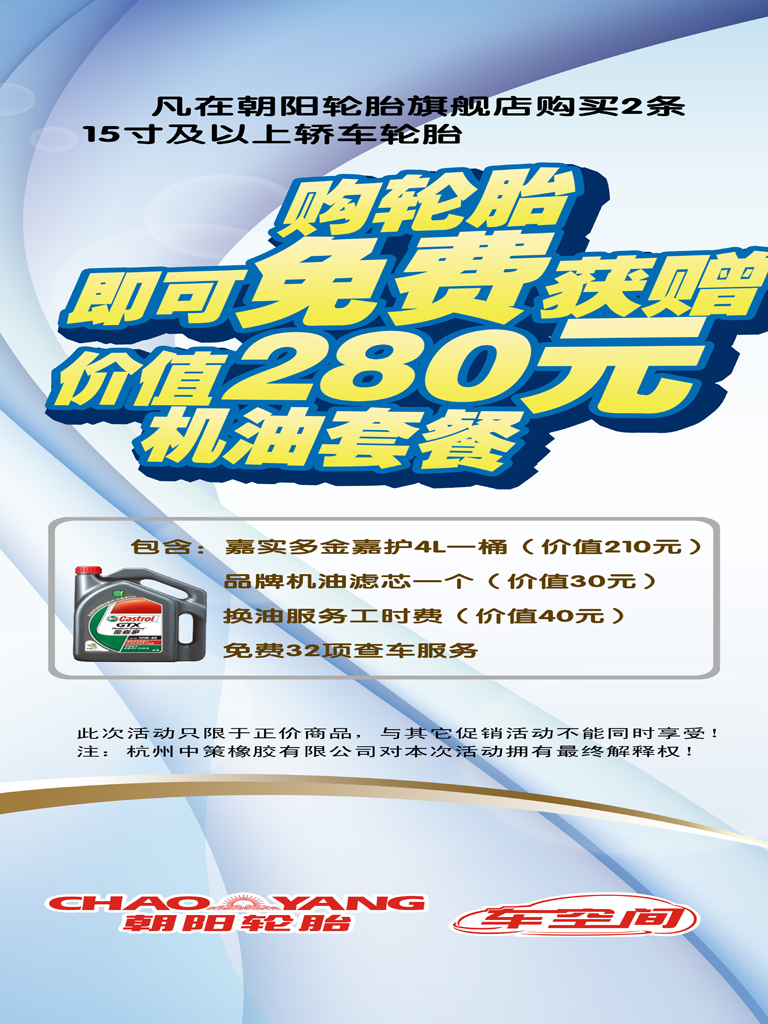 凡在朝阳轮胎旗舰店购买2条
15寸及以上轿车轮胎
购轮胎
即可免费获赠
价值280元
机油套餐
包含：嘉实多金嘉护4L一桶（价值210元）
品牌机油滤芯一个（价值30元）
换油服务工时费（价值40元）
免费32项查车服务
Castrol
GTX
金嘉护
此次活动只限于正价商品，与其它促销活动不能同时享受！
注：杭州中策橡胶有限公司对本次活动拥有最终解释权！
CHAO YANG
朝阳轮胎
车空间